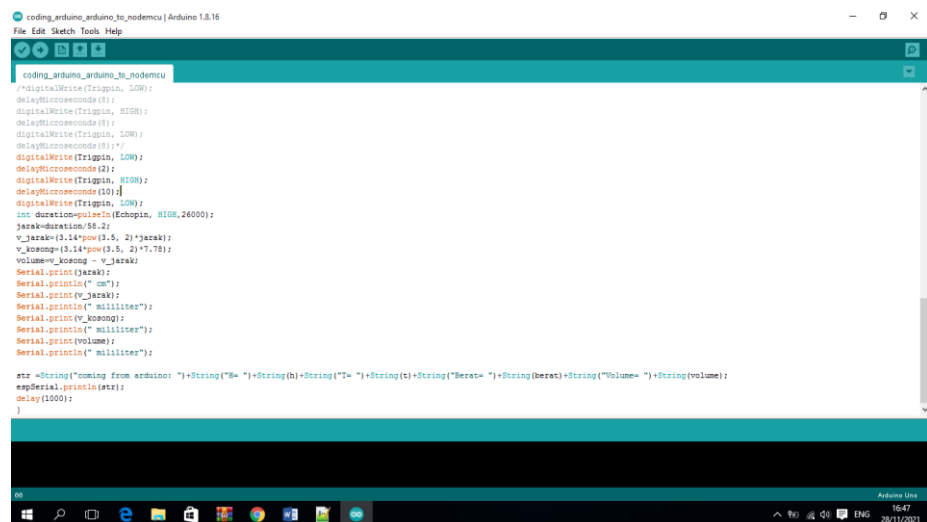 coding_arduino_arduino_to_nodemcu | Arduino 1.8.16
File Edit Sketch Tools Help
coding_arduino_arduino_to_nodemcu
/*digitalWrite(Trigpin, LOW);
delayMicroseconds(8);
digitalWrite(Trigpin, HIGH);
delayMicroseconds(8);
digitalWrite(Trigpin, LOW);
delayMicroseconds(8);*/
digitalWrite(Trigpin, LOW);
delayMicroseconds(2);
digitalWrite(Trigpin, HIGH);
delayMicroseconds(10);
digitalWrite(Trigpin, LOW);
int duration=pulseIn(Echopin, HIGH,26000);
jarak=duration/58.2;
v_jarak=(3.14*pow(3.5, 2)*jarak);
v_kosong=(3.14*pow(3.5, 2)*7.78);
volume=v_kosong - v_jarak;
Serial.print(jarak);
Serial.println(" cm");
Serial.print(v_jarak);
Serial.println(" mililiter");
Serial.print(v_kosong);
Serial.println(" mililiter");
Serial.print(volume);
Serial.println(" mililiter");
str =String("coming from arduino: ")+String("H= ")+String(h)+String("T= ")+String(t)+String("Berat= ")+String(berat)+String("Volume= ")+String(volume);
espSerial.println(str);
delay(1000);
}
Arduino Uno
ENG
16:47
28/11/2021